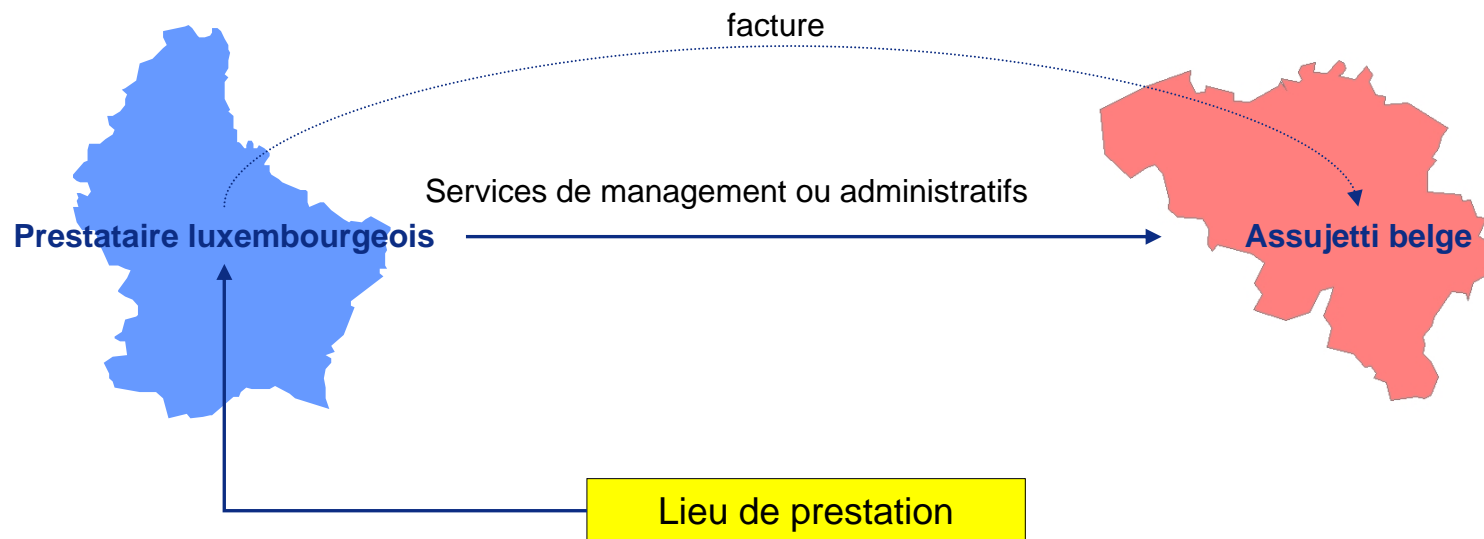 facture
Services de management ou administratifs
Prestataire luxembourgeois
Assujetti belge
Lieu de prestation